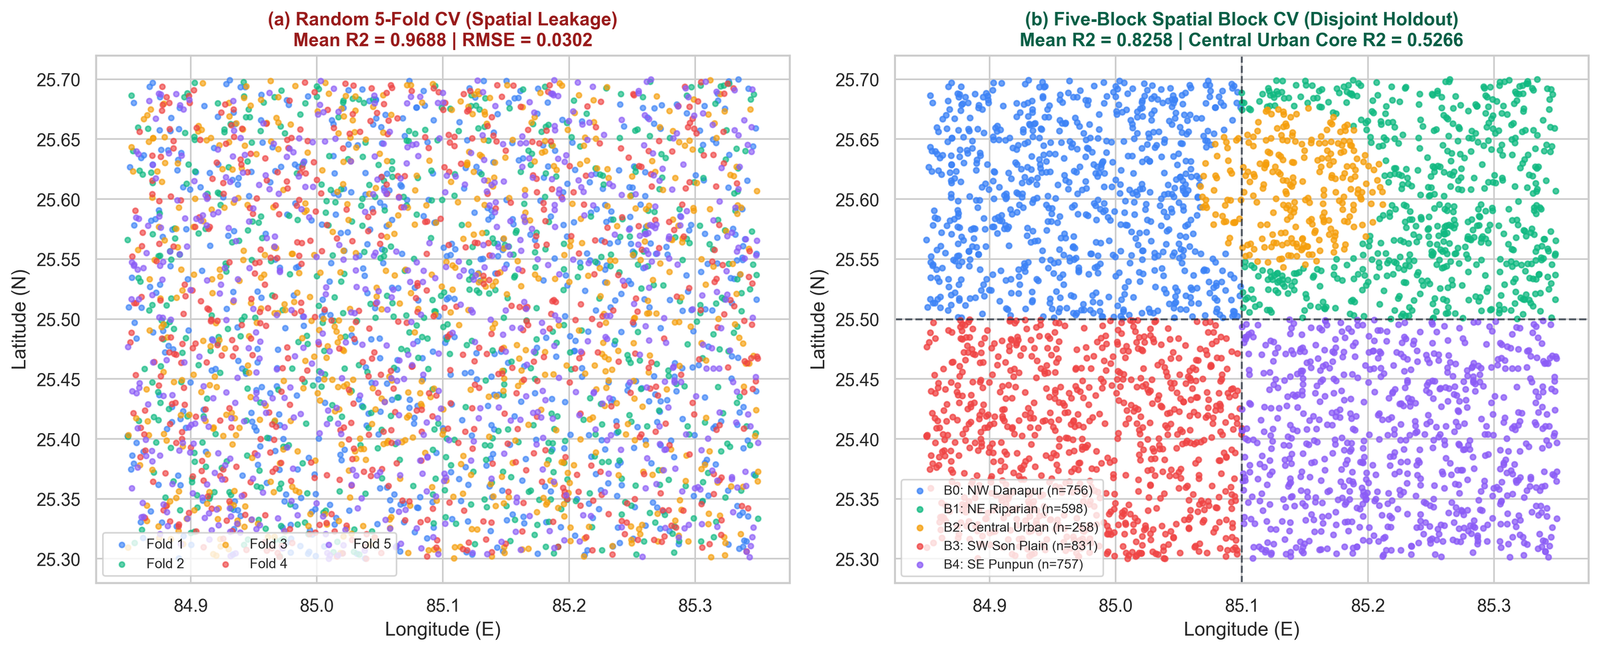 (a) Random 5-Fold CV (Spatial Leakage)
Mean R2 = 0.9688 | RMSE = 0.0302
25.70
25.65
25.60
25.55
25.50
25.45
25.40
25.35
25.30
Latitude (N)
84.9
85.0
85.1
85.2
85.3
Longitude (E)
Fold 1
Fold 2
Fold 3
Fold 4
Fold 5
(b) Five-Block Spatial Block CV (Disjoint Holdout)
Mean R2 = 0.8258 | Central Urban Core R2 = 0.5266
25.70
25.65
25.60
25.55
25.50
25.45
25.40
25.35
25.30
Latitude (N)
84.9
85.0
85.1
85.2
85.3
Longitude (E)
B0: NW Danapur (n=756)
B1: NE Riparian (n=598)
B2: Central Urban (n=258)
B3: SW Son Plain (n=831)
B4: SE Punpun (n=757)